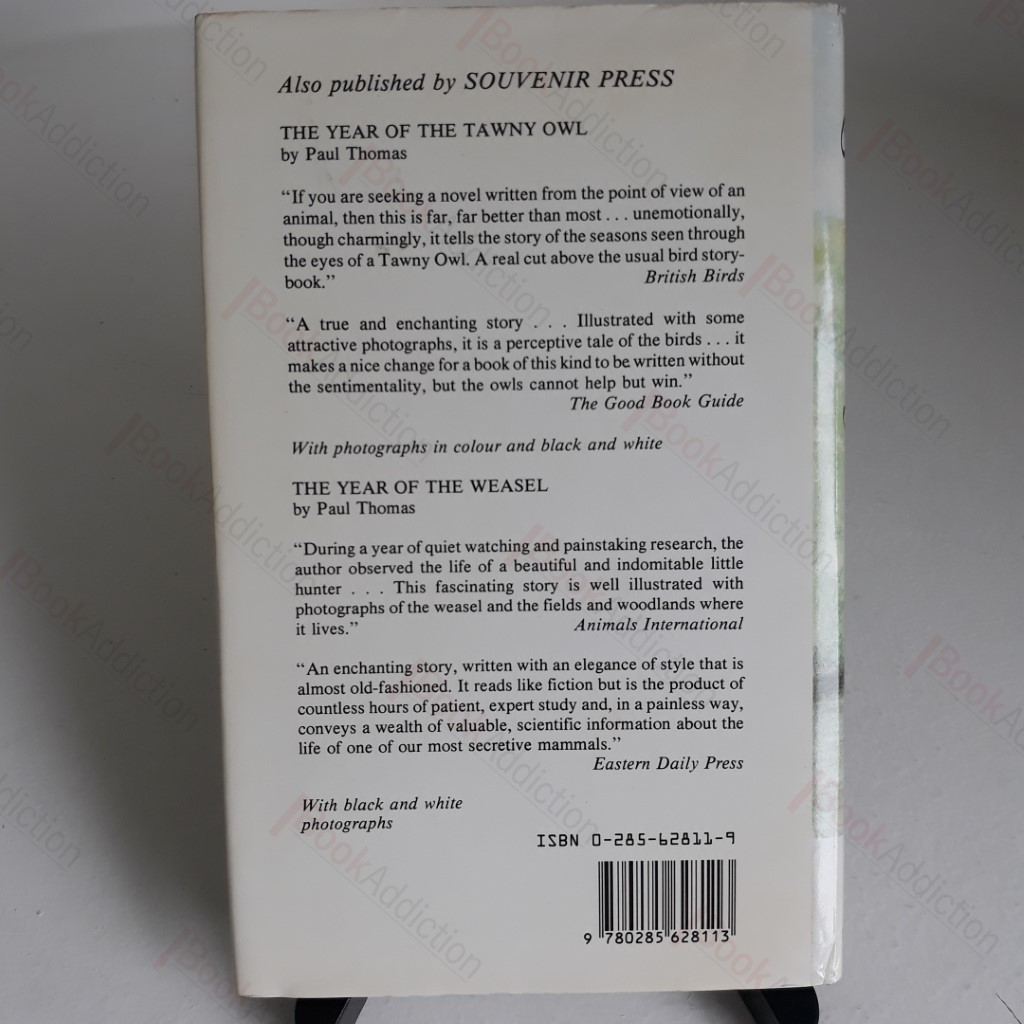 Also published by SOUVENIR PRESS
THE YEAR OF THE TAWNY OWL
by Paul Thomas
“If you are seeking a novel written from the point of view of an
animal, then this is far, far better than most . . . unemotionally,
though charmingly, it tells the story of the seasons seen through
the eyes of a Tawny Owl. A real cut above the usual bird story-
book.” British Birds
“A true and enchanting story . . . Illustrated with some
attractive photographs, it is a perceptive tale of the birds . . . it
makes a nice change for a book of this kind to be written without
the sentimentality, but the owls cannot help but win.”
The Good Book Guide
With photographs in colour and black and white
THE YEAR OF THE WEASEL
by Paul Thomas
“During a year of quiet watching and painstaking research, the
author observed the life of a beautiful and indomitable little
hunter . . . This fascinating story is well illustrated with
photographs of the weasel and the fields and woodlands where
it lives.” Animals International
“An enchanting story, written with an elegance of style that is
almost old-fashioned. It reads like fiction but is the product of
countless hours of patient, expert study and, in a painless way,
conveys a wealth of valuable, scientific information about the
life of one of our most secretive mammals.”
Eastern Daily Press
With black and white
photographs
ISBN 0-285-62811-9
9 780285 628113
BookAddiction